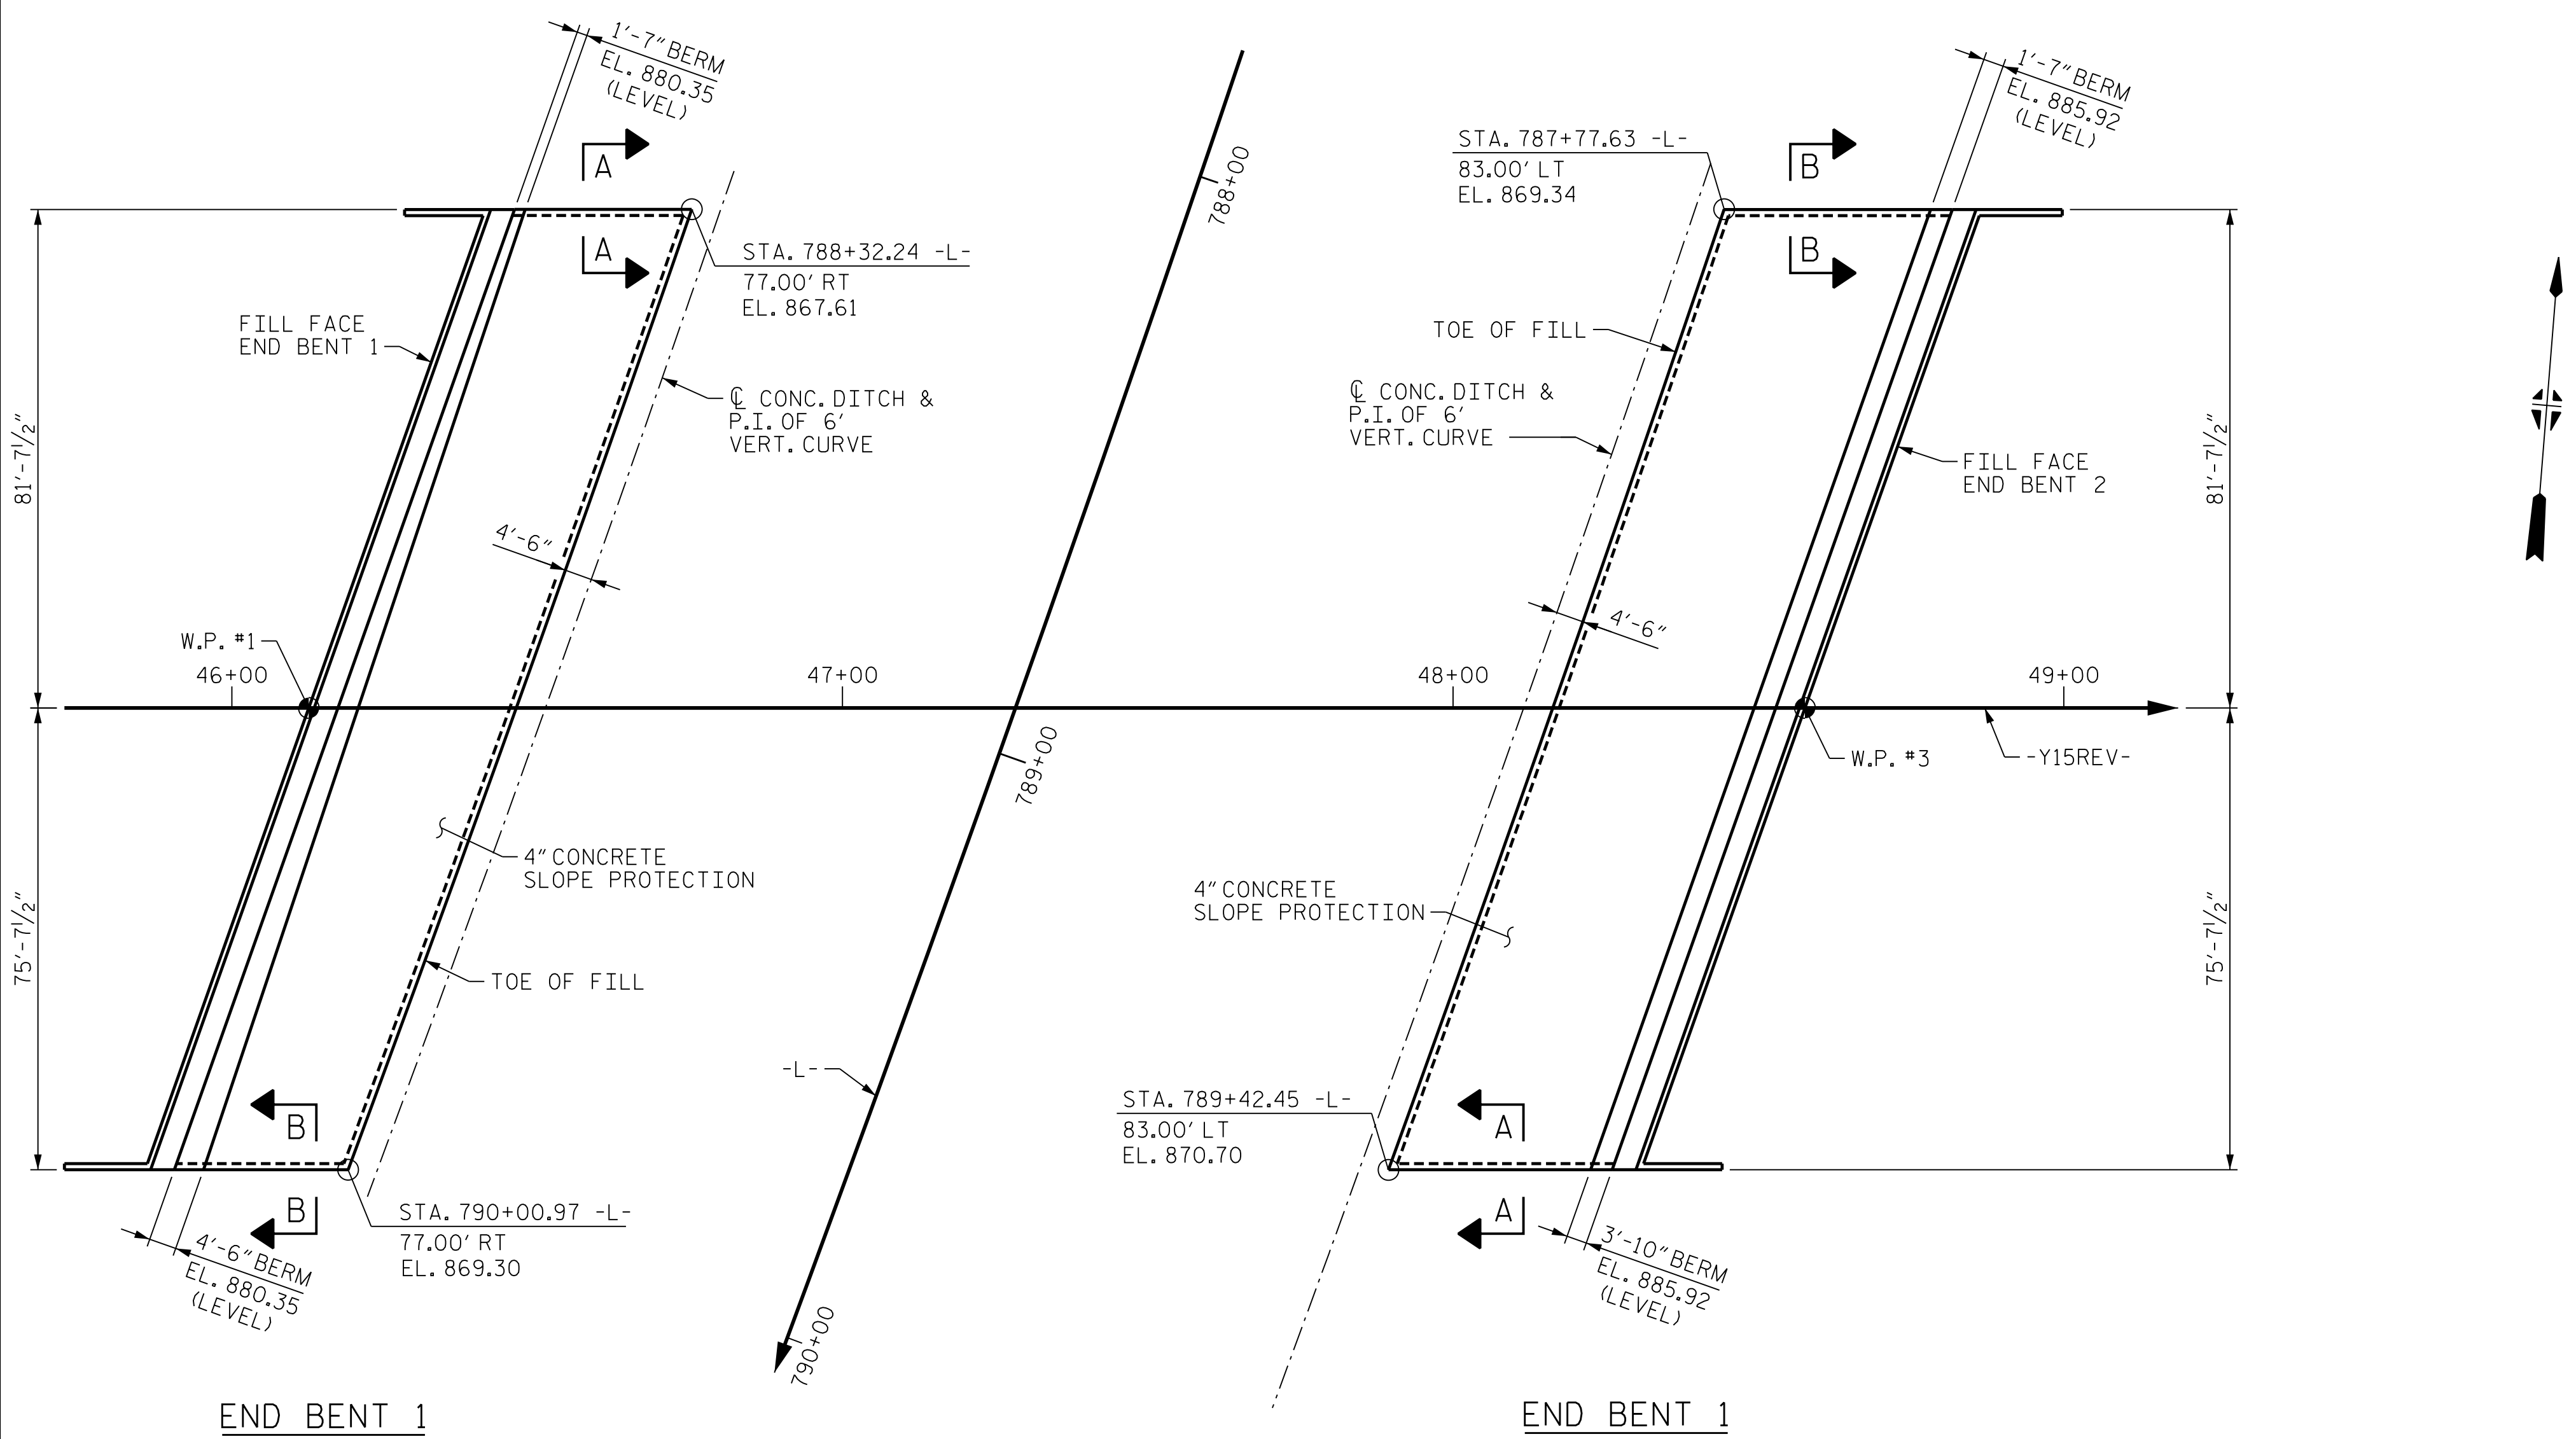 1'-7" BERM
EL. 880.35
(LEVEL)
A
A
STA. 788+32.24 -L-
77.00' RT
EL. 867.61
FILL FACE
END BENT 1
℄ CONC. DITCH &
P.I. OF 6'
VERT. CURVE
81'-7 1/2"
4'-6"
W.P. #1
46+00
47+00
75'-7 1/2"
4" CONCRETE
SLOPE PROTECTION
TOE OF FILL
B
B
STA. 790+00.97 -L-
77.00' RT
EL. 869.30
4'-6" BERM
EL. 880.35
(LEVEL)
END BENT 1
788+00
789+00
-L-
790+00
1'-7" BERM
EL. 885.92
(LEVEL)
STA. 787+77.63 -L-
83.00' LT
EL. 869.34
B
B
TOE OF FILL
℄ CONC. DITCH &
P.I. OF 6'
VERT. CURVE
FILL FACE
END BENT 2
81'-7 1/2"
4'-6"
48+00
49+00
W.P. #3
-Y15REV-
4" CONCRETE
SLOPE PROTECTION
75'-7 1/2"
STA. 789+42.45 -L-
83.00' LT
EL. 870.70
A
A
3'-10" BERM
EL. 885.92
(LEVEL)
END BENT 1